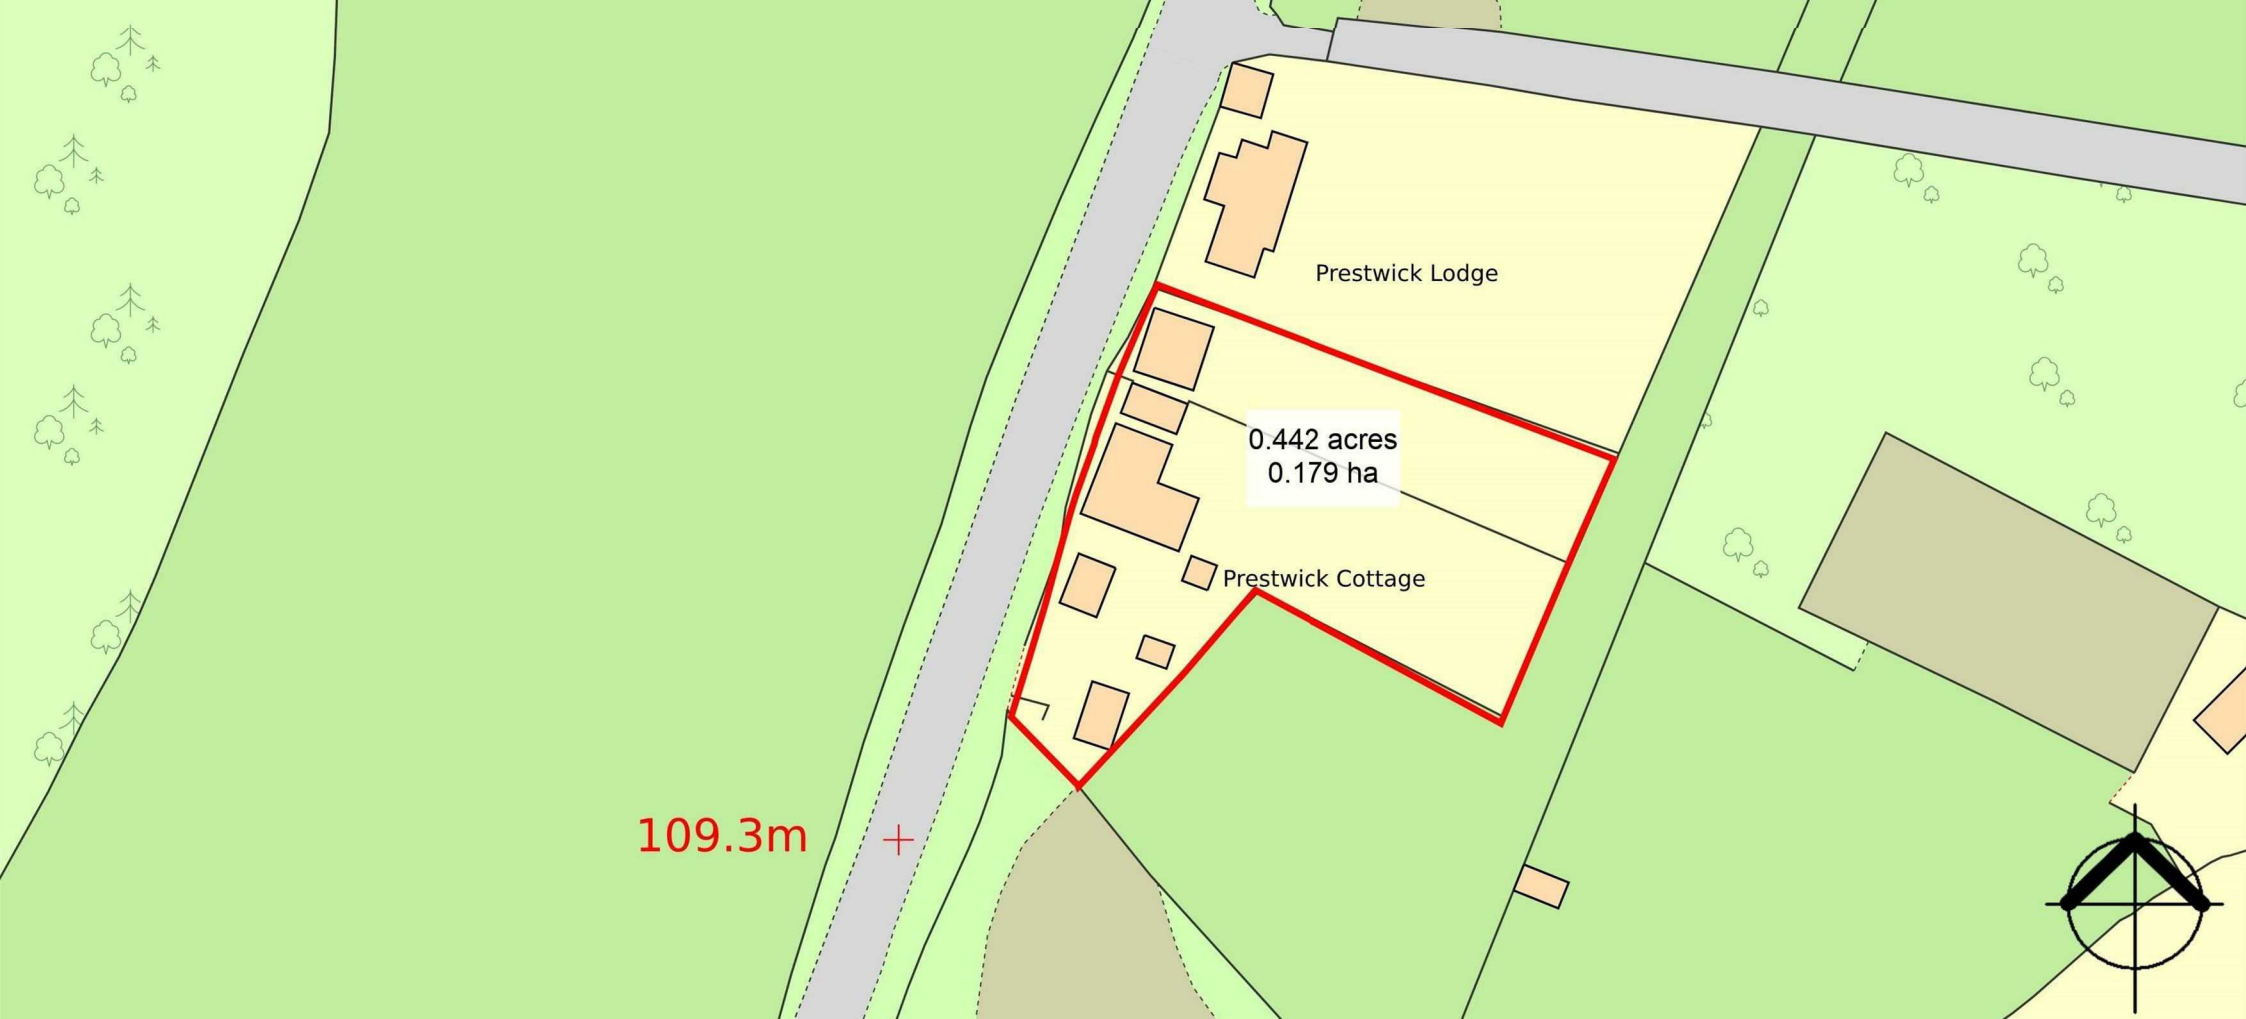 Prestwick Lodge
0.442 acres
0.179 ha
Prestwick Cottage
109.3m